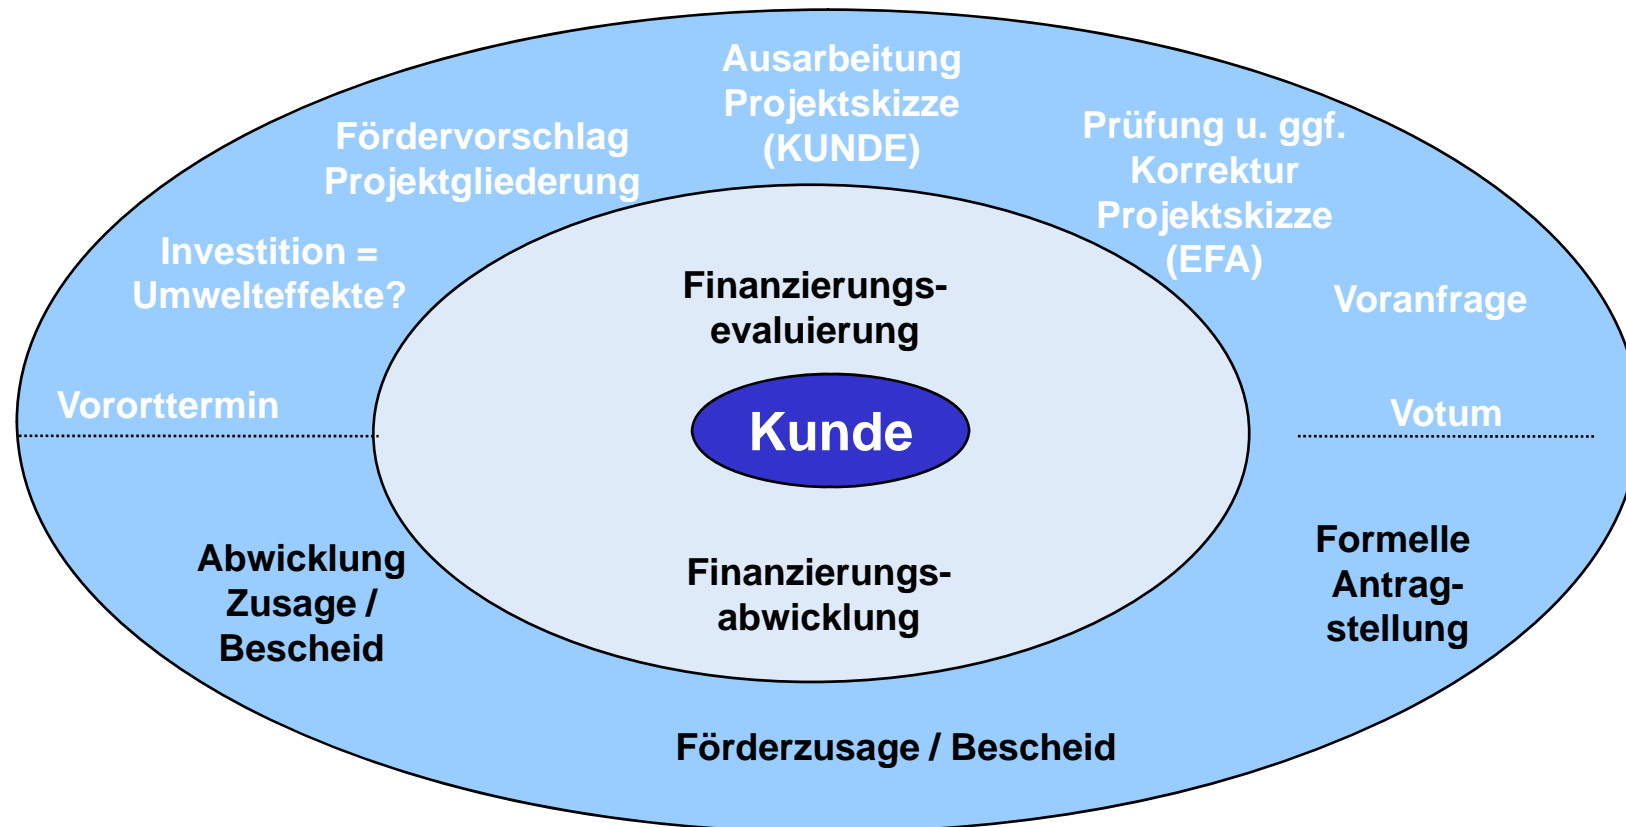 Ausarbeitung
Projektskizze
(KUNDE)
Fördervorschlag
Projektgliederung
Prüfung u. ggf.
Korrektur
Projektskizze
(EFA)
Investition =
Umwelteffekte?
Voranfrage
Finanzierungs-
evaluierung
Vororttermin
Kunde
Votum
Abwicklung
Zusage /
Bescheid
Finanzierungs-
abwicklung
Formelle
Antrag-
stellung
Förderzusage / Bescheid